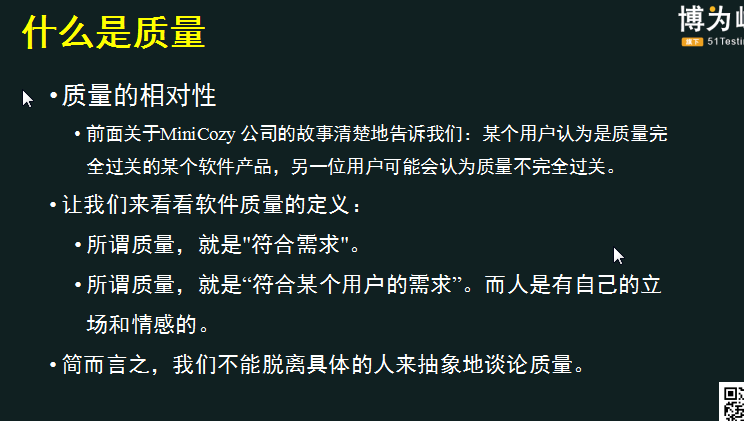 什么是质量
博为
旗下 51Testin
•质量的相对性
•前面关于MiniCozy 公司的故事清楚地告诉我们：某个用户认为是质量完
全过关的某个软件产品，另一位用户可能会认为质量不完全过关。
•让我们来看看软件质量的定义：
•所谓质量，就是"符合需求"。
•所谓质量，就是“符合某个用户的需求”。而人是有自己的立
场和情感的。
•简而言之，我们不能脱离具体的人来抽象地谈论质量。